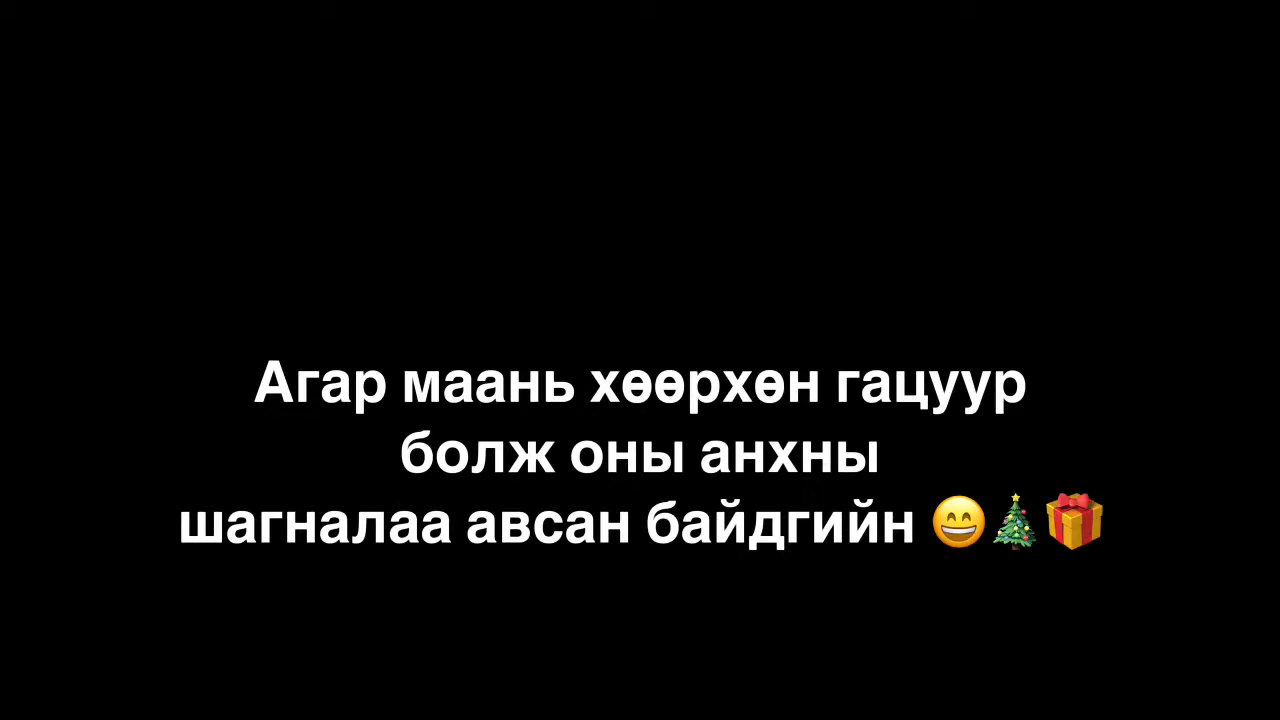 Агар маань хөөрхөн гацуур
болж оны анхны
шагналаа авсан байдгийн 😄🎄🎁